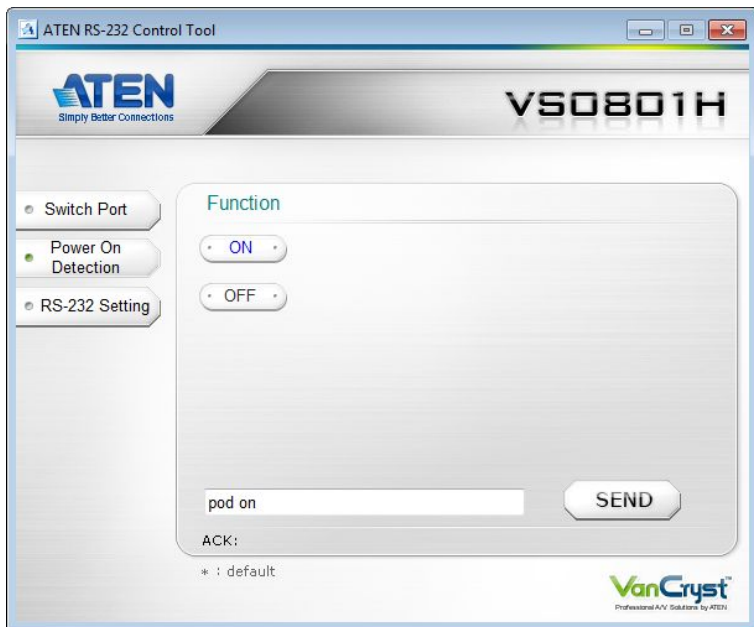 ATEN RS-232 Control Tool
ATEN
Simply Better Connections
VS0801H
Switch Port
Power On
Detection
RS-232 Setting
Function
ON
OFF
pod on
SEND
ACK:
* : default
VanCryst™
Professional A/V Solutions by ATEN